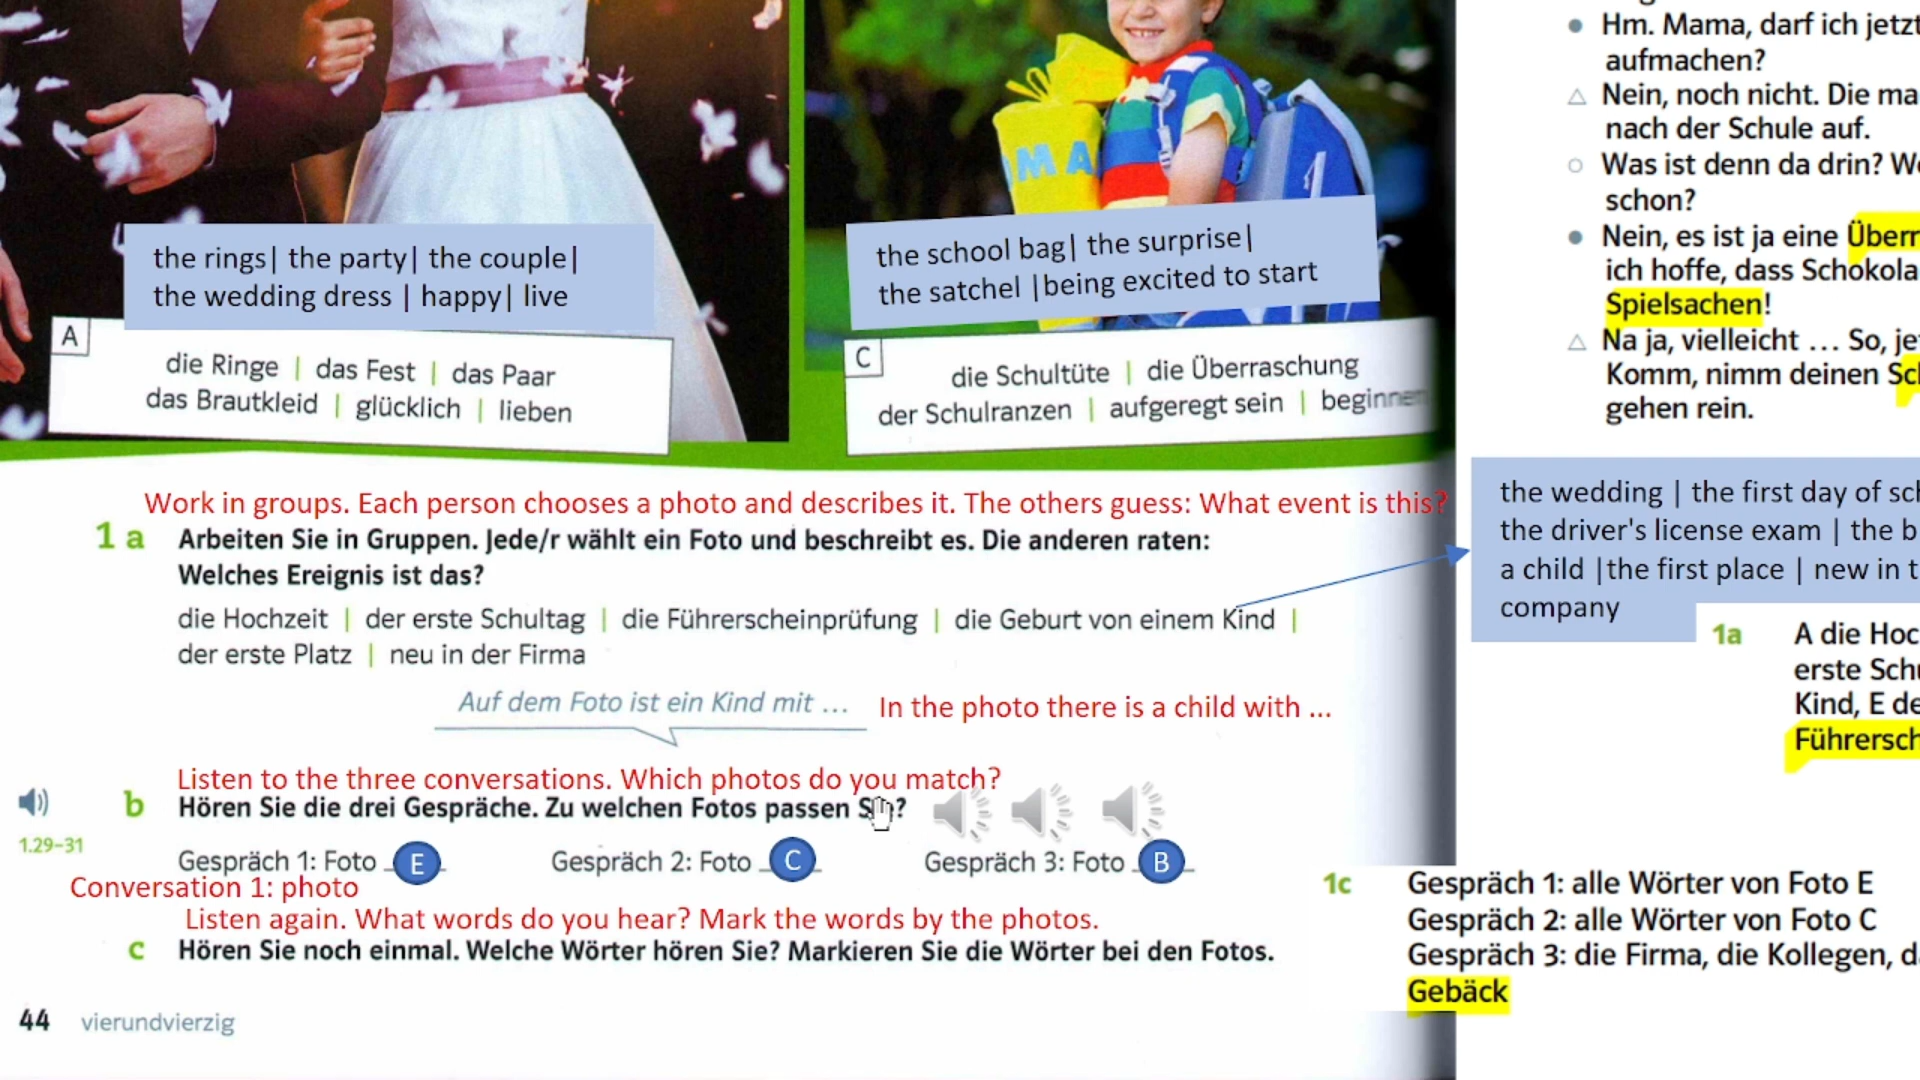 MA
the rings| the party| the couple|
the wedding dress | happy| live
A
die Ringe | das Fest | das Paar
das Brautkleid | glücklich | lieben
the school bag| the surprise|
the satchel |being excited to start
C
die Schultüte | die Überraschung
der Schulranzen | aufgeregt sein | beginnen
Work in groups. Each person chooses a photo and describes it. The others guess: What event is this?
1 a Arbeiten Sie in Gruppen. Jede/r wählt ein Foto und beschreibt es. Die anderen raten:
Welches Ereignis ist das?
die Hochzeit | der erste Schultag | die Führerscheinprüfung | die Geburt von einem Kind |
der erste Platz | neu in der Firma
Auf dem Foto ist ein Kind mit ... In the photo there is a child with ...
Listen to the three conversations. Which photos do you match?
b Hören Sie die drei Gespräche. Zu welchen Fotos passen
1.29–31
Gespräch 1: Foto E Gespräch 2: Foto C Gespräch 3: Foto B
Conversation 1: photo
Listen again. What words do you hear? Mark the words by the photos.
c Hören Sie noch einmal. Welche Wörter hören Sie? Markieren Sie die Wörter bei den Fotos.
44 vierundvierzig
Hm. Mama, darf ich jetzt
aufmachen?
Nein, noch nicht. Die
nach der Schule auf.
Was ist denn da drin?
schon?
Nein, es ist ja eine
ich hoffe, dass
Spielsachen!
Na ja, vielleicht ... So,
Komm, nimm deinen
gehen rein.
the wedding | the first day of
the driver's license exam | the
a child |the first place | new in
company
1a A die
erste
Kind, E
1c Gespräch 1: alle Wörter von Foto E
Gespräch 2: alle Wörter von Foto C
Gespräch 3: die Firma, die Kollegen,
Gebäck